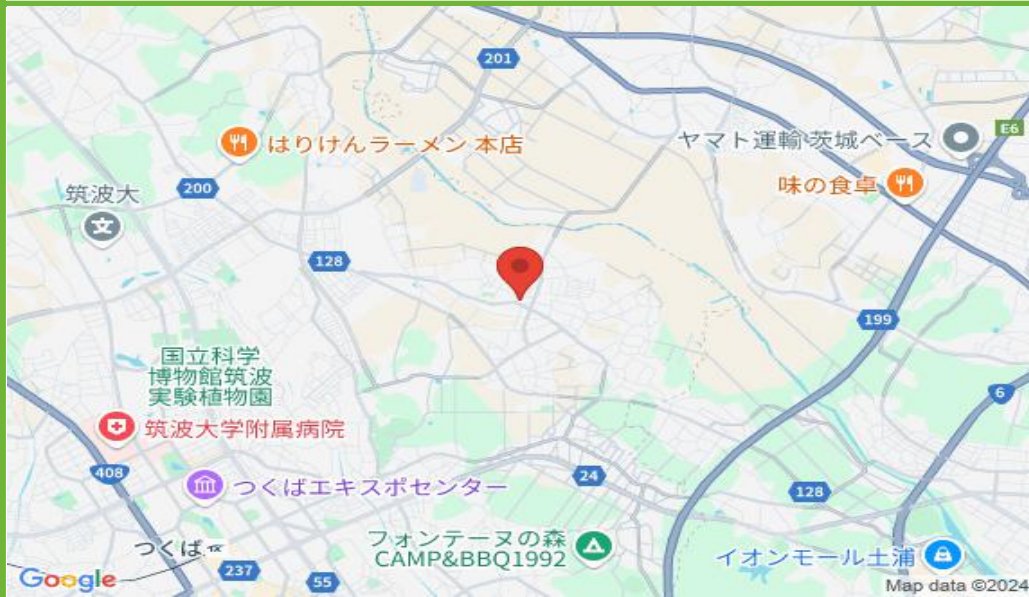 201
はりけんラーメン 本店
ヤマト運輸 茨城ベース
E6
味の食卓
筑波大
文
200
128
199
国立科学
博物館筑波
実験植物園
6
筑波大学附属病院
408
つくばエキスポセンター
24
128
フォンテーヌの森
CAMP&BBQ1992
イオンモール土浦
つくば
237
55
Google
Map data ©2024